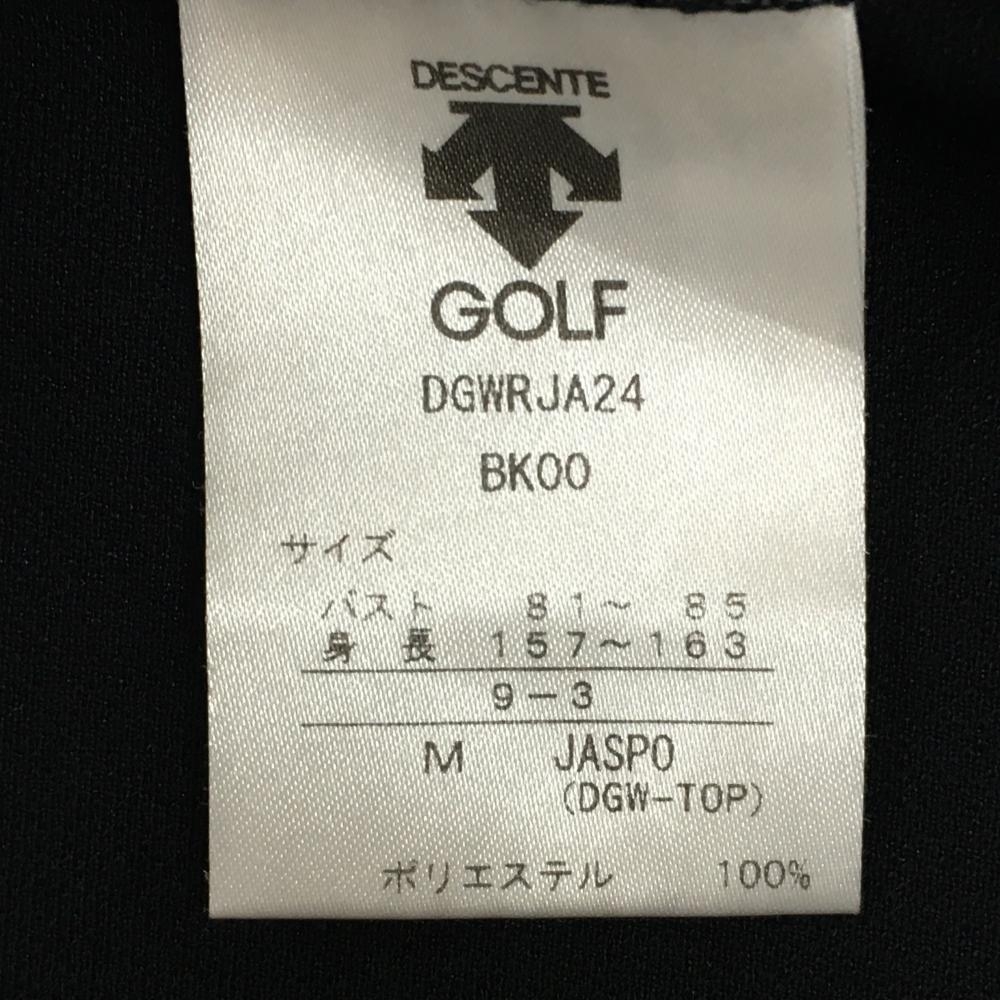 DESCENTE
GOLF
DGWRJA24
BK00
サイズ
バスト 81～ 85
身 長 157～163
9－3
M JASPO
(DGW-TOP)
ポリエステル 100%